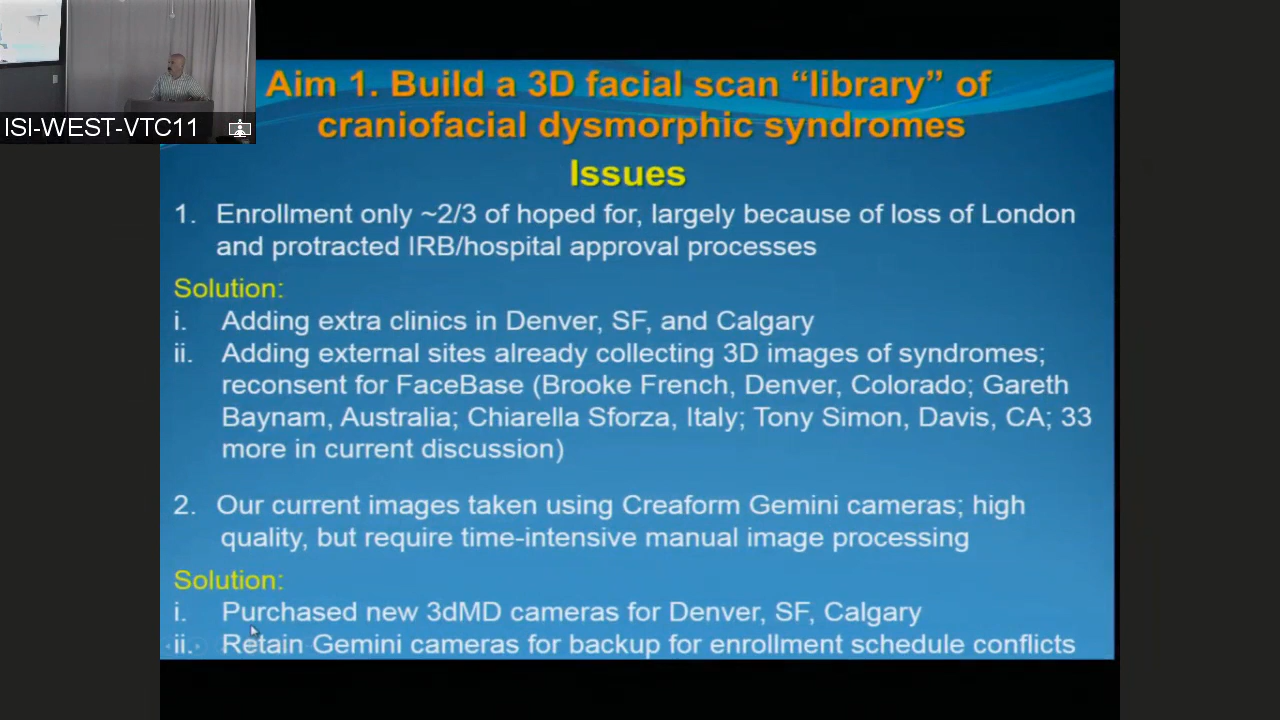 ISI-WEST-VTC11
Aim 1. Build a 3D facial scan “library” of
craniofacial dysmorphic syndromes
Issues
1. Enrollment only ~2/3 of hoped for, largely because of loss of London
and protracted IRB/hospital approval processes
Solution:
i. Adding extra clinics in Denver, SF, and Calgary
ii. Adding external sites already collecting 3D images of syndromes;
reconsent for FaceBase (Brooke French, Denver, Colorado; Gareth
Baynam, Australia; Chiarella Sforza, Italy; Tony Simon, Davis, CA; 33
more in current discussion)
2. Our current images taken using Creaform Gemini cameras; high
quality, but require time-intensive manual image processing
Solution:
i. Purchased new 3dMD cameras for Denver, SF, Calgary
ii. Retain Gemini cameras for backup for enrollment schedule conflicts